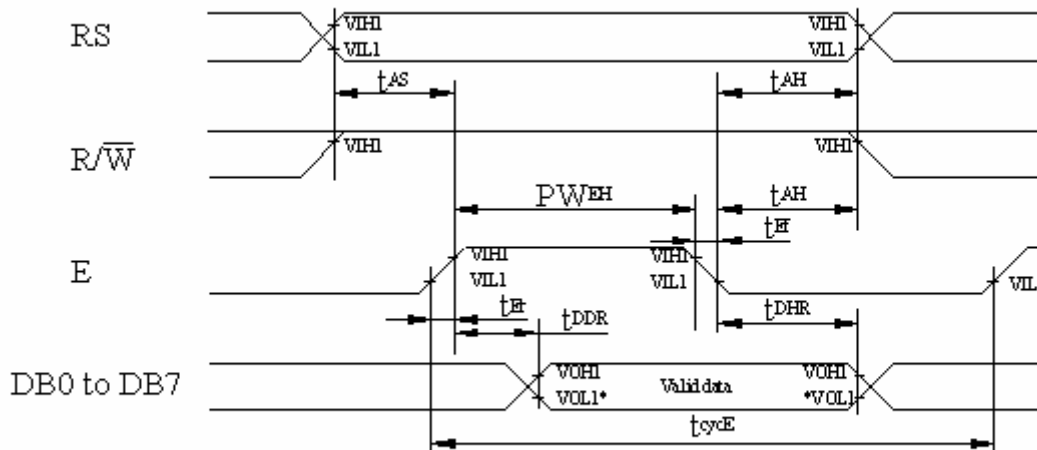 RS
VIH1 VIH1
VIL1 VIL1
tAS tAH
R/W̅ VIH1 VIH1
PWEH tAH
tEf
E VIH1 VIH1
VIL1 VIL1 VIL
tEr tDDR tDHR
DB0 to DB7 VOH1 Valid data VOH1
VOL1* *VOL1
tcycE